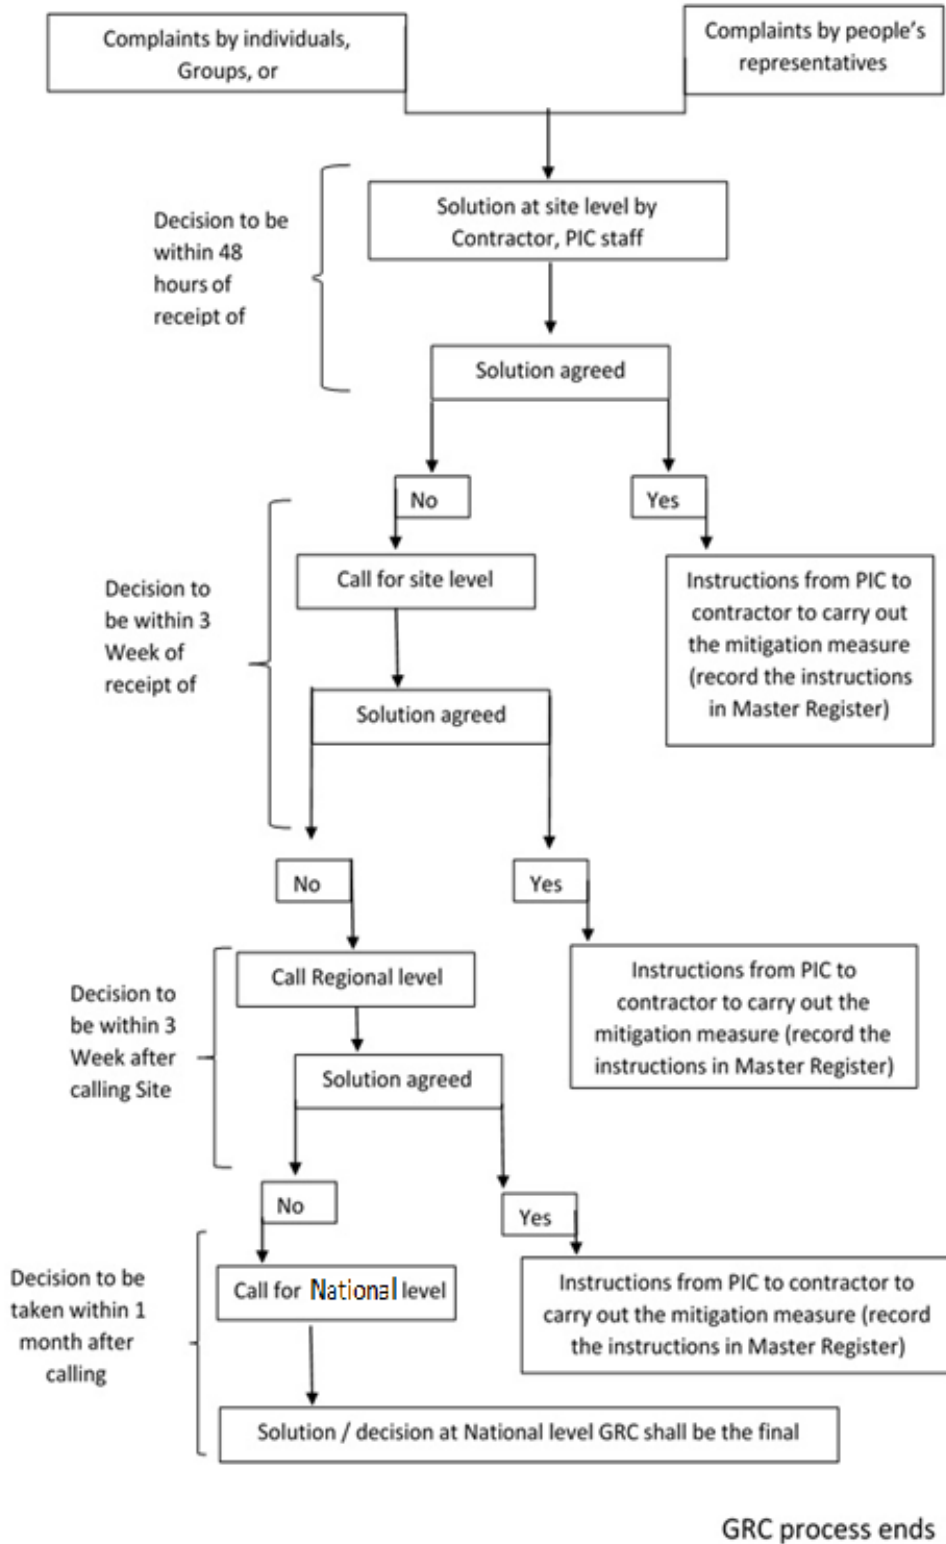 Complaints by individuals,
Groups, or
Complaints by people's
representatives
Solution at site level by
Contractor, PIC staff
Decision to be
within 48
hours of
receipt of
Solution agreed
No
Yes
Call for site level
Instructions from PIC to
contractor to carry out
the mitigation measure
(record the instructions
in Master Register)
Decision to
be within 3
Week of
receipt of
Solution agreed
No
Yes
Call Regional level
Instructions from PIC to
contractor to carry out the
mitigation measure (record the
instructions in Master Register)
Decision to
be within 3
Week after
calling Site
Solution agreed
No
Yes
Call for National level
Instructions from PIC to contractor to
carry out the mitigation measure (record
the instructions in Master Register)
Decision to be
taken within 1
month after
calling
Solution / decision at National level GRC shall be the final
GRC process ends